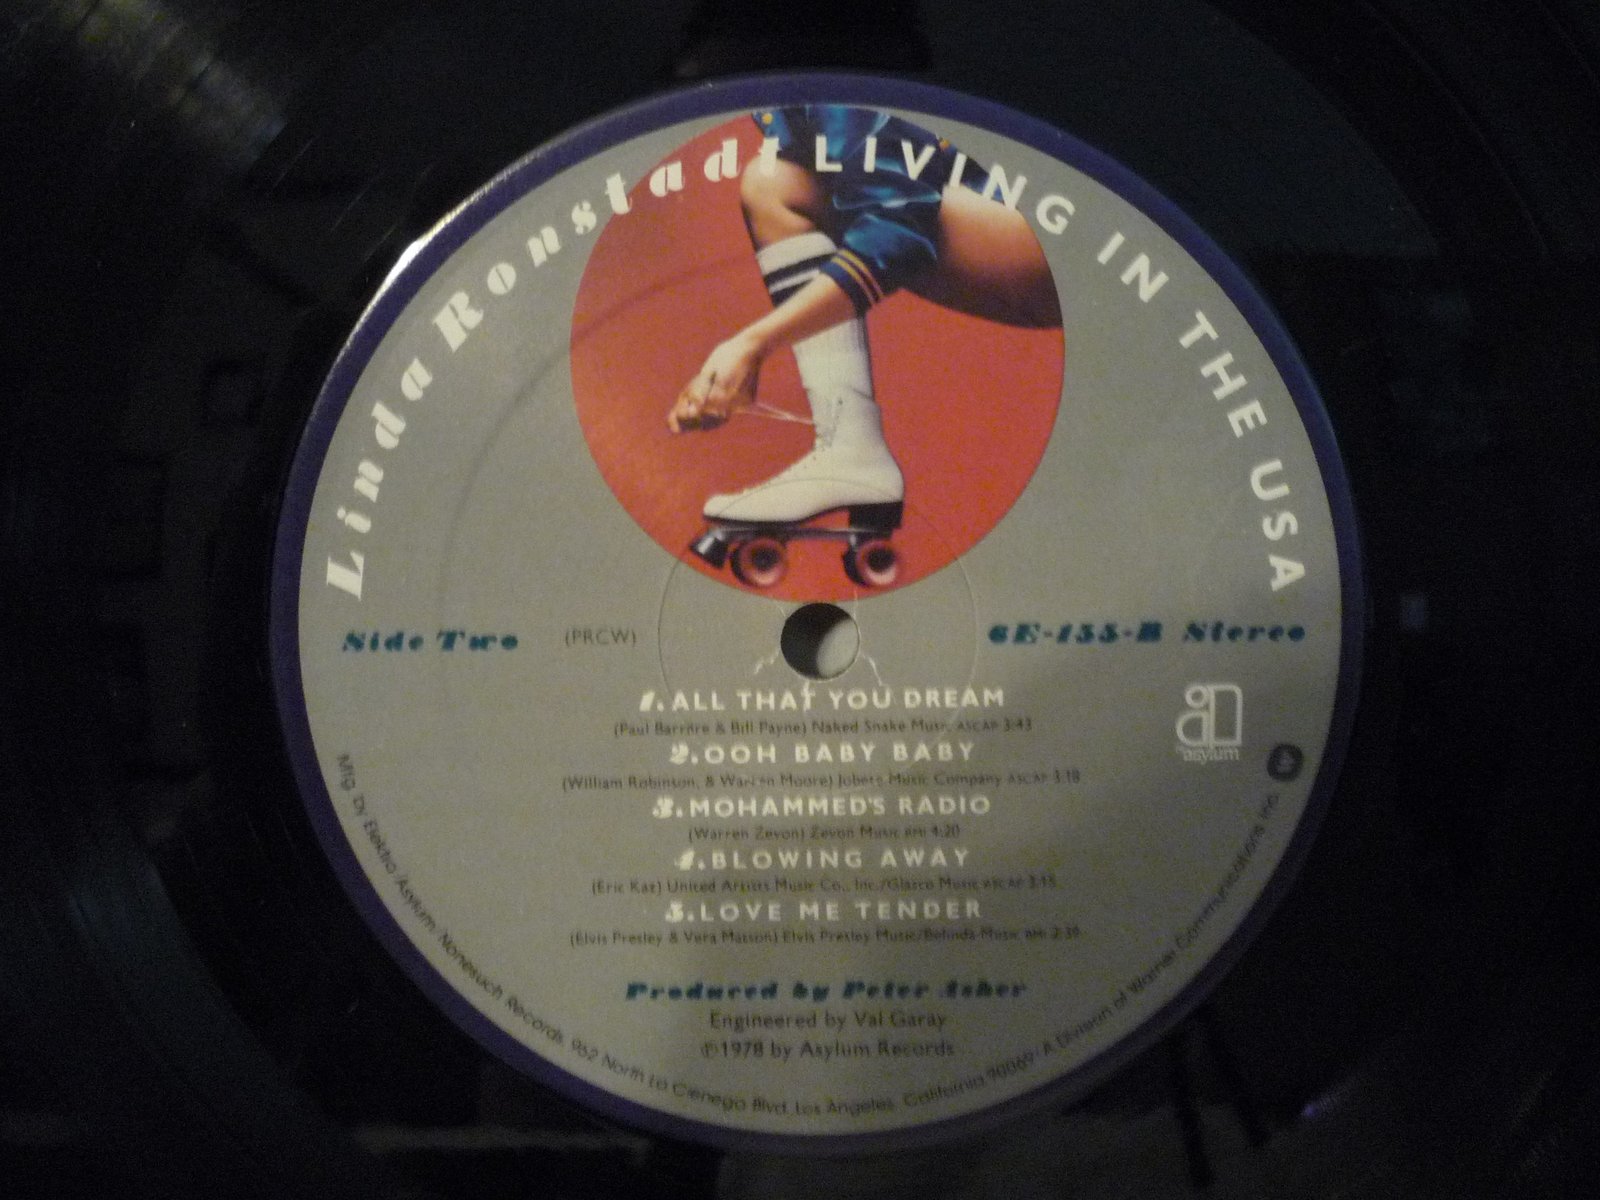 Linda Ronstadt LIVING IN THE USA
Side Two (PRCW) 6E-155-B Stereo
1. ALL THAT YOU DREAM
(Paul Barrère & Bill Payne) Naked Snake Music ASCAP 3:43
2. OOH BABY BABY
(William Robinson, & Warren Moore) Jobete Music Company ASCAP 3:18
3. MOHAMMED'S RADIO
(Warren Zevon) Zevon Music BMI 4:20
4. BLOWING AWAY
(Eric Kaz) United Artists Music Co., Inc./Glasco Music ASCAP 3:15
5. LOVE ME TENDER
(Elvis Presley & Vera Matson) Elvis Presley Music/Belinda Music BMI 2:39
asylum
Produced by Peter Asher
Engineered by Val Garay
℗1978 by Asylum Records
Mfg. by Elektra/Asylum/Nonesuch Records, 962 North La Cienega Blvd. Los Angeles, California 90069. A Division of Warner Communications Inc.